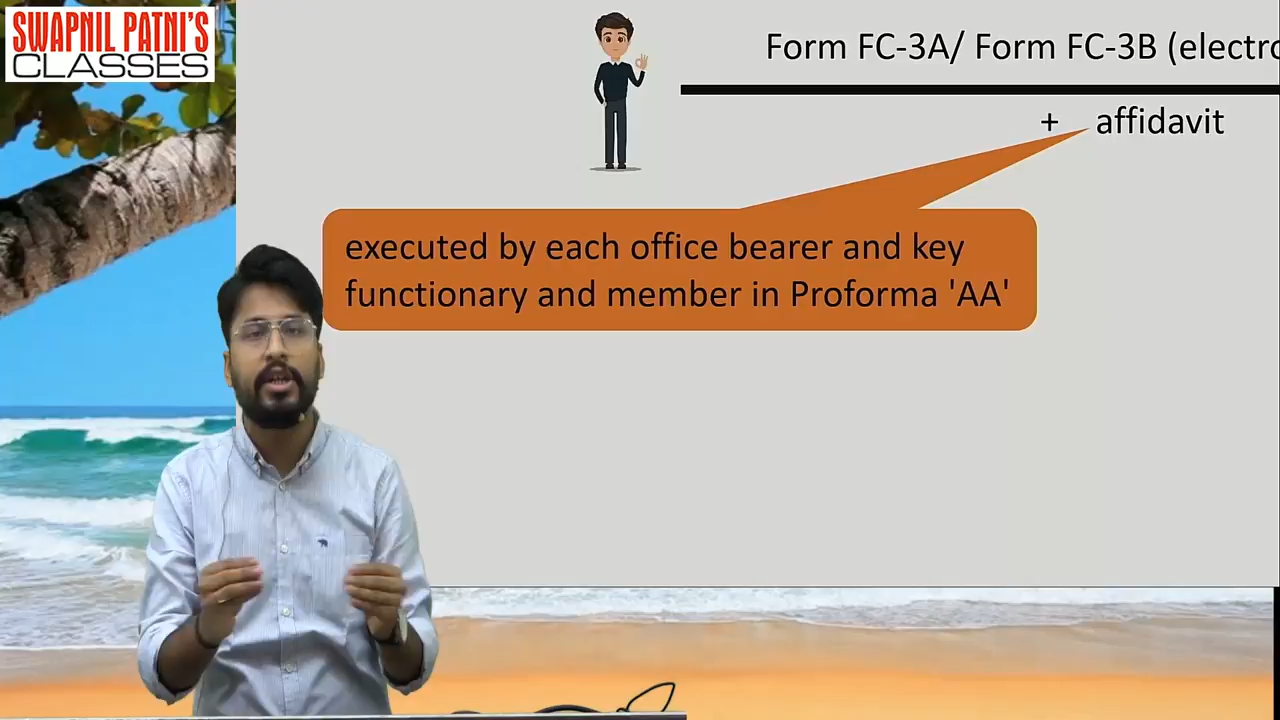 SWAPNIL PATNI'S
CLASSES
Form FC-3A/ Form FC-3B (electro
+ affidavit
executed by each office bearer and key
functionary and member in Proforma 'AA'